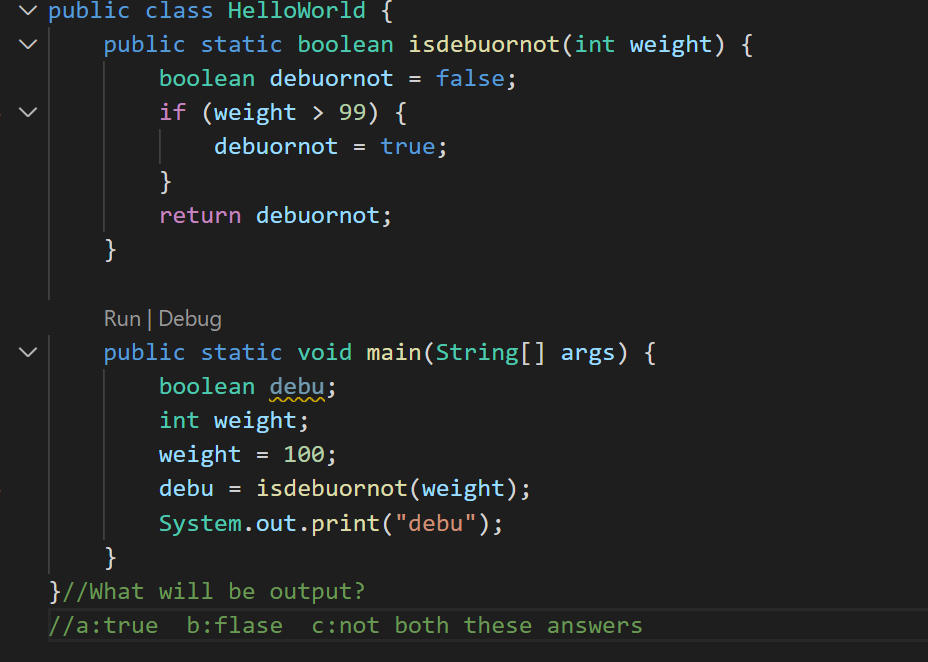 public class HelloWorld {
public static boolean isdebuornot(int weight) {
boolean debuornot = false;
if (weight > 99) {
debuornot = true;
}
return debuornot;
}
Run | Debug
public static void main(String[] args) {
boolean debu;
int weight;
weight = 100;
debu = isdebuornot(weight);
System.out.print("debu");
}
}//What will be output?
//a:true  b:flase  c:not both these answers